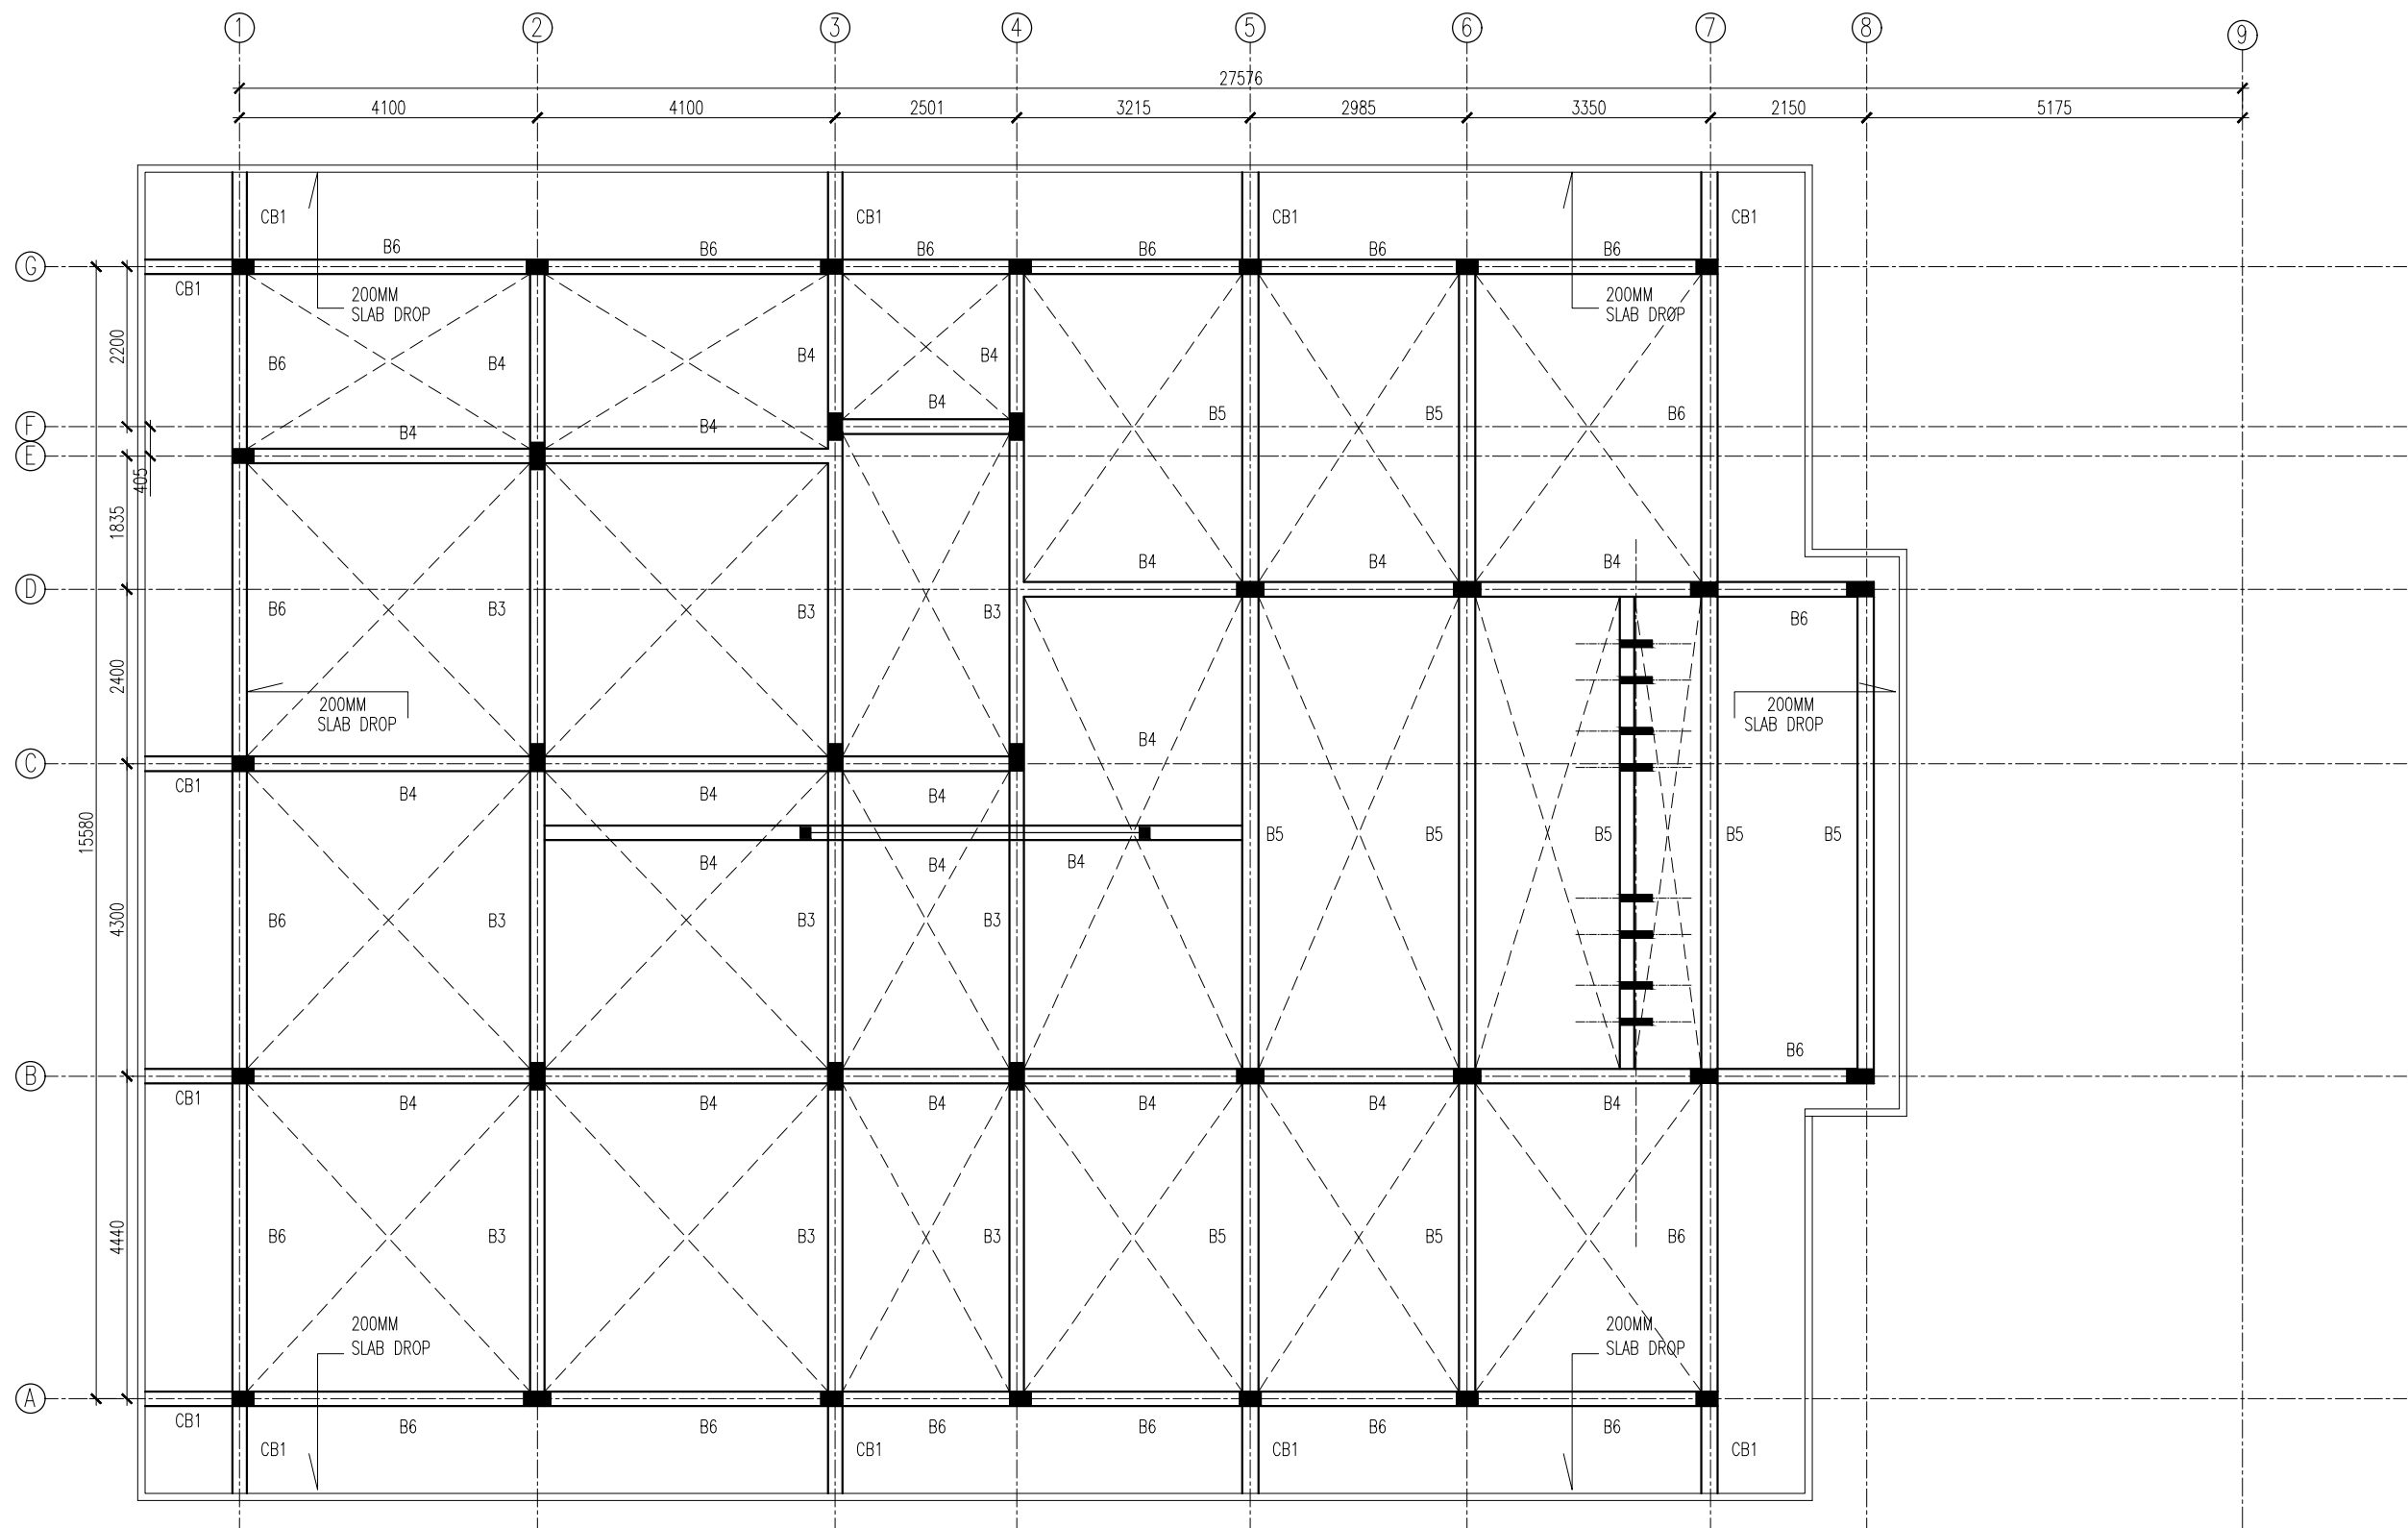 1 2 3 4 5 6 7 8 9
27576
4100 4100 2501 3215 2985 3350 2150 5175
CB1 CB1 CB1 CB1
B6 B6 B6 B6 B6 B6
G
CB1
200MM 200MM
SLAB DROP SLAB DROP
2200
B6 B4 B4 B4
B4
B5 B5 B6
F
B4 B4
E
405
1835
B4 B4 B4
D
B6 B3 B3 B3 B6
2400
200MM 200MM
SLAB DROP SLAB DROP
B4
C
CB1
B4 B4 B4
15580
B5 B5 B5 B5 B5
B4 B4 B4
4300
B6 B3 B3 B3
B6
B
CB1
B4 B4 B4 B4 B4 B4
4440
B6 B3 B3 B3 B5 B5 B6
200MM 200MM
SLAB DROP SLAB DROP
A
CB1
B6 B6 B6 B6 B6 B6
CB1 CB1 CB1 CB1